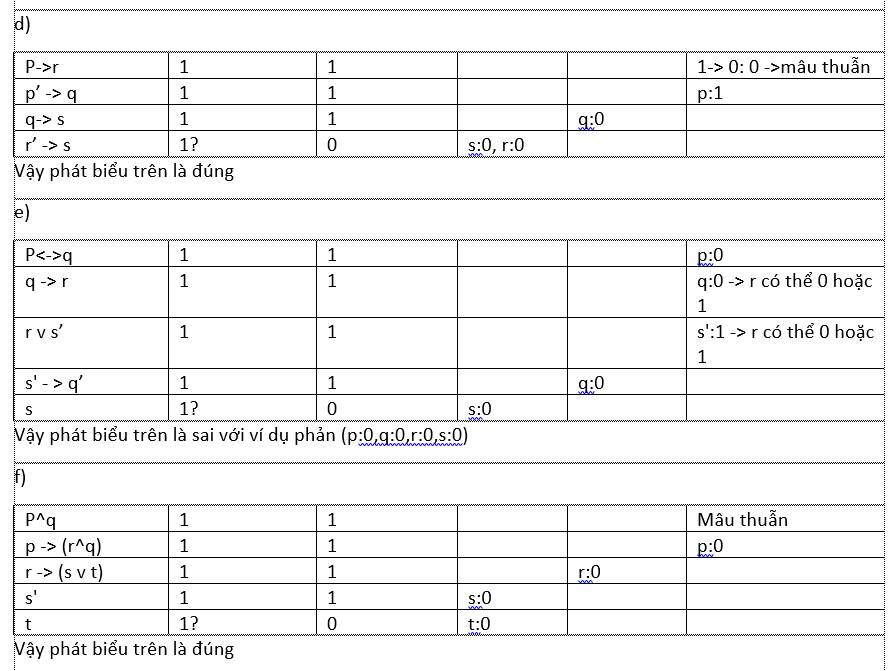 d)
P->r 1 1 1-> 0: 0 ->mâu thuẫn
p’ -> q 1 1 p:1
q-> s 1 1 q:0
r’ -> s 1? 0 s:0, r:0
Vậy phát biểu trên là đúng
e)
P<->q 1 1 p:0
q -> r 1 1 q:0 -> r có thể 0 hoặc
1
r v s’ 1 1 s':1 -> r có thể 0 hoặc
1
s' - > q’ 1 1 q:0
s 1? 0 s:0
Vậy phát biểu trên là sai với ví dụ phản (p:0,q:0,r:0,s:0)
f)
P^q 1 1 Mâu thuẫn
p -> (r^q) 1 1 p:0
r -> (s v t) 1 1 r:0
s' 1 1 s:0
t 1? 0 t:0
Vậy phát biểu trên là đúng